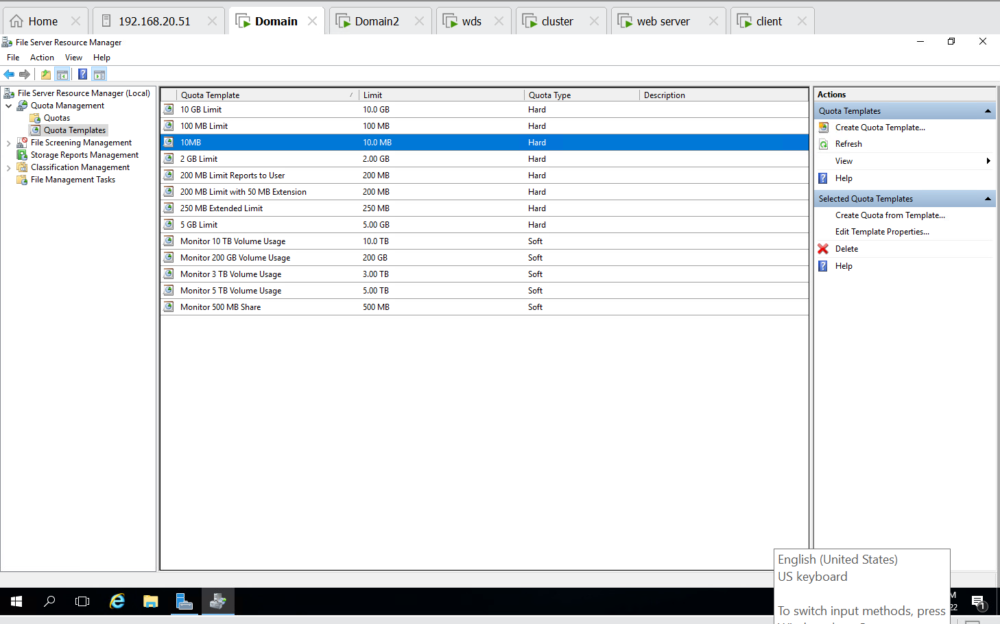 Home
192.168.20.51
Domain
Domain2
wds
cluster
web server
client
File Server Resource Manager
File Action View Help
File Server Resource Manager (Local)
Quota Management
Quotas
Quota Templates
File Screening Management
Storage Reports Management
Classification Management
File Management Tasks
Quota Template Limit Quota Type Description
10 GB Limit 10.0 GB Hard
100 MB Limit 100 MB Hard
10MB 10.0 MB Hard
2 GB Limit 2.00 GB Hard
200 MB Limit Reports to User 200 MB Hard
200 MB Limit with 50 MB Extension 200 MB Hard
250 MB Extended Limit 250 MB Hard
5 GB Limit 5.00 GB Hard
Monitor 10 TB Volume Usage 10.0 TB Soft
Monitor 200 GB Volume Usage 200 GB Soft
Monitor 3 TB Volume Usage 3.00 TB Soft
Monitor 5 TB Volume Usage 5.00 TB Soft
Monitor 500 MB Share 500 MB Soft
Actions
Quota Templates
Create Quota Template...
Refresh
View
Help
Selected Quota Templates
Create Quota from Template...
Edit Template Properties...
Delete
Help
English (United States)
US keyboard
To switch input methods, press
M
22
1